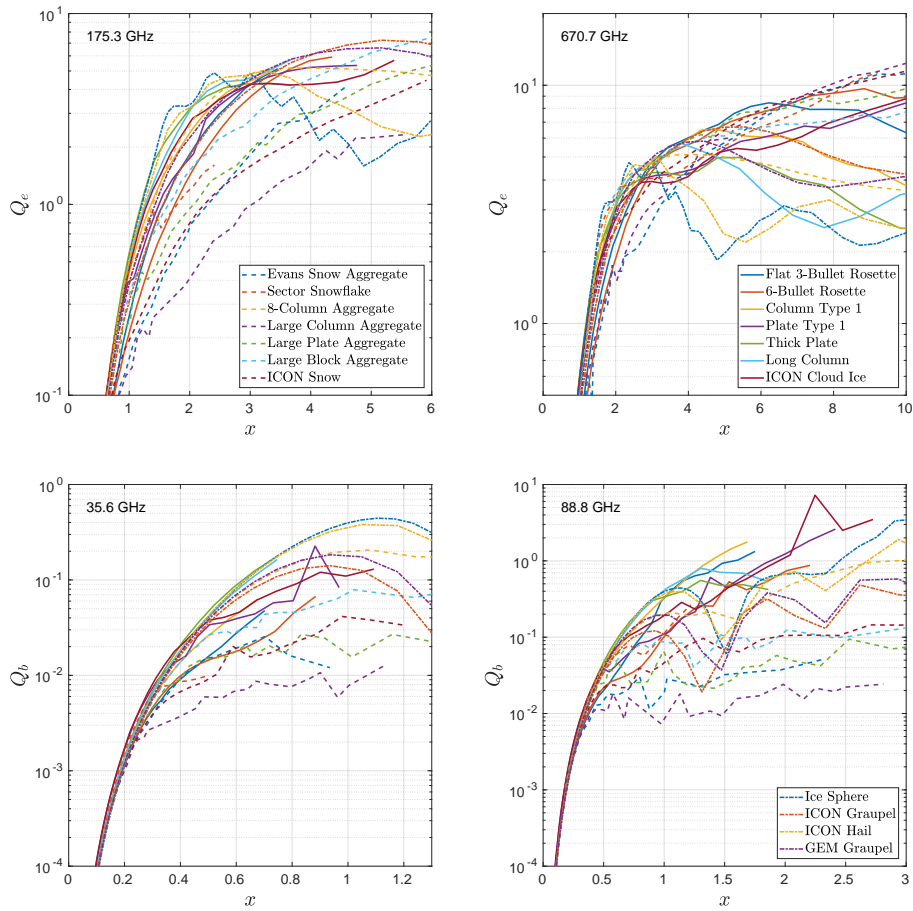 175.3 GHz
10^1
10^0
10^-1
Q_e
0 1 2 3 4 5 6
x
Evans Snow Aggregate
Sector Snowflake
8-Column Aggregate
Large Column Aggregate
Large Plate Aggregate
Large Block Aggregate
ICON Snow
670.7 GHz
10^1
10^0
Q_e
0 2 4 6 8 10
x
Flat 3-Bullet Rosette
6-Bullet Rosette
Column Type 1
Plate Type 1
Thick Plate
Long Column
ICON Cloud Ice
35.6 GHz
10^0
10^-1
10^-2
10^-3
10^-4
Q_b
0 0.2 0.4 0.6 0.8 1 1.2
x
88.8 GHz
10^1
10^0
10^-1
10^-2
10^-3
10^-4
Q_b
0 0.5 1 1.5 2 2.5 3
x
Ice Sphere
ICON Graupel
ICON Hail
GEM Graupel